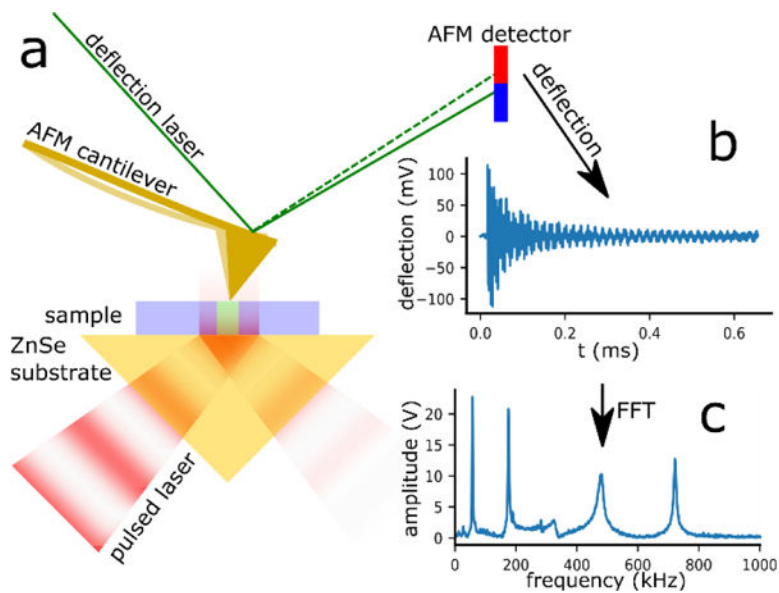 a
deflection laser
AFM cantilever
sample
ZnSe
substrate
pulsed laser
AFM detector
deflection
b
deflection (mV)
100
50
0
−50
−100
0.0 0.2 0.4 0.6
t (ms)
FFT
c
amplitude (V)
20
15
10
5
0
0 200 400 600 800 1000
frequency (kHz)